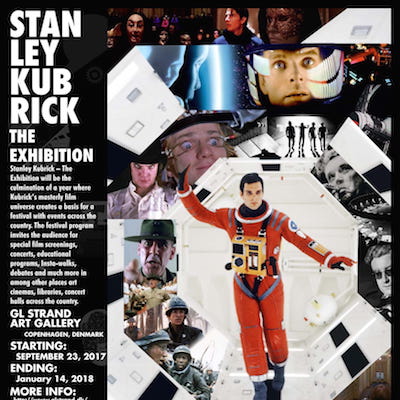 STAN
LEY
KUB
RICK
THE
EXHIBITION
Stanley Kubrick – The
Exhibition will be the
culmination of a year where
Kubrick's masterly film
universe creates a basis for a
festival with events across the
country. The festival program
invites the audience for
special film screenings,
concerts, educational
programs, Insta-walks,
debates and much more in
among other places art
cinemas, libraries, concert
halls across the country.
GL STRAND
ART GALLERY
COPENHAGEN, DENMARK
STARTING:
SEPTEMBER 23, 2017
ENDING:
January 14, 2018
MORE INFO: